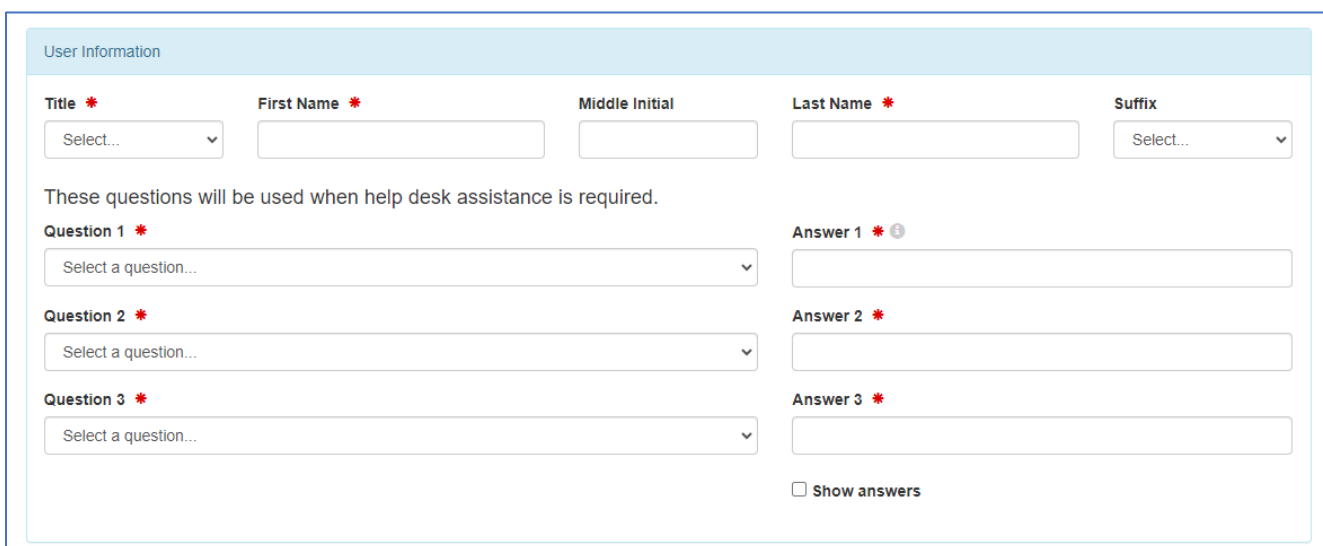 User Information
Title * First Name * Middle Initial Last Name * Suffix
Select... Select...
These questions will be used when help desk assistance is required.
Question 1 * Answer 1 *
Select a question...
Question 2 * Answer 2 *
Select a question...
Question 3 * Answer 3 *
Select a question...
Show answers